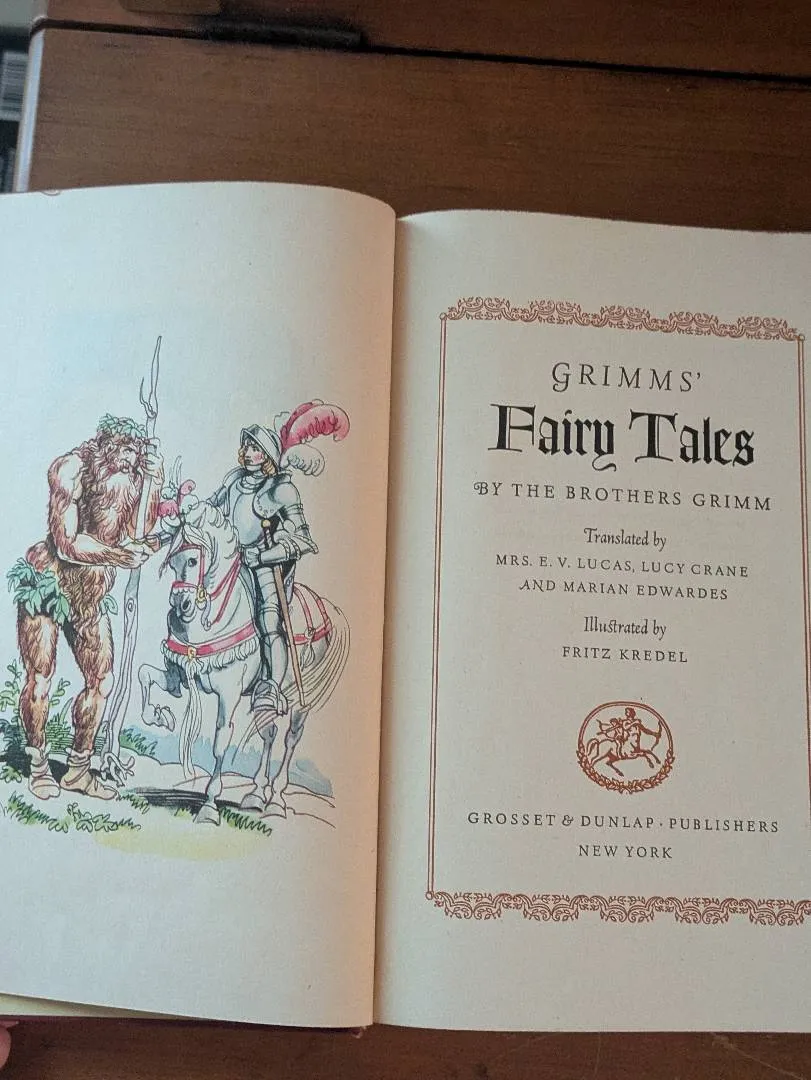 GRIMMS'
Fairy Tales
BY THE BROTHERS GRIMM
Translated by
MRS. E. V. LUCAS, LUCY CRANE
AND MARIAN EDWARDES
Illustrated by
FRITZ KREDEL
GROSSET & DUNLAP · PUBLISHERS
NEW YORK